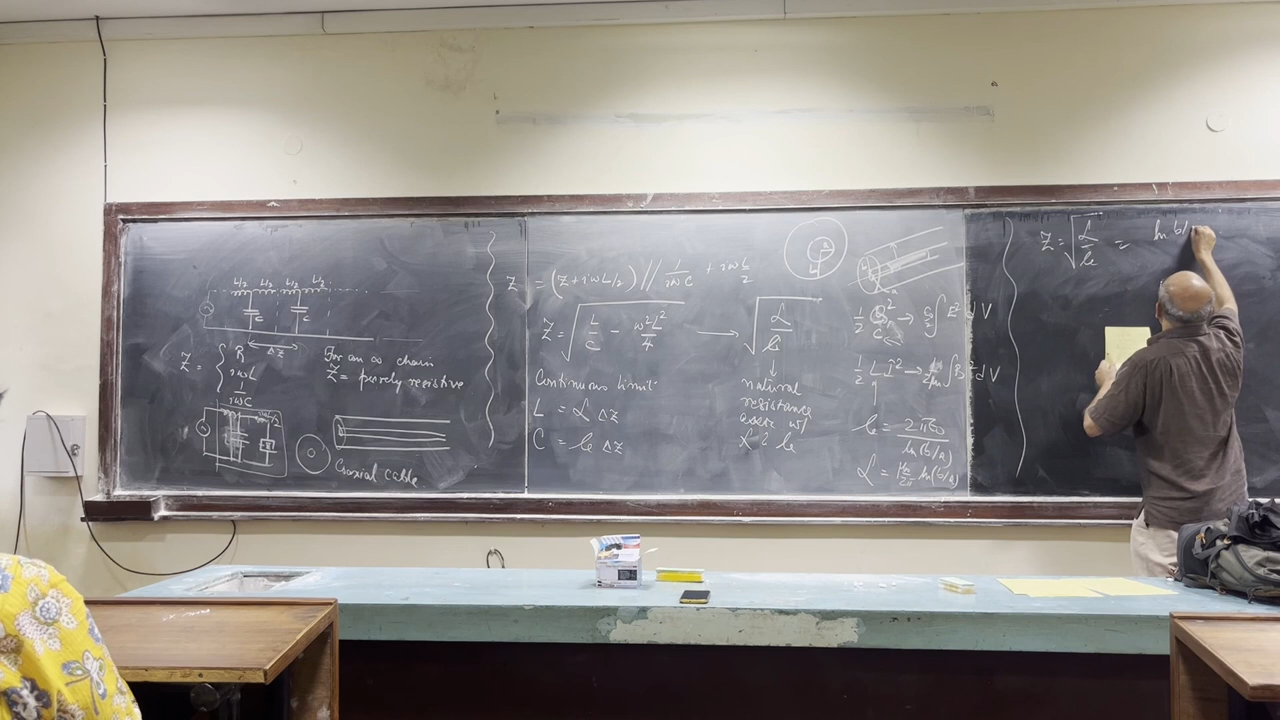 L/2 L/2 L/2 L/2
C C
Δz
Z̃ = { R
iωL
1/iωC
For an ∞ chain
Z̃ = purely resistive
Coaxial cable
Z̃ = (Z̃ + iωL/2) // 1/iωC + iωL/2
Z̃ = √(L/C − ω²L²/4) → √(ℒ/𝒞)
Continuous limit
L = ℒ Δz
C = 𝒞 Δz
↓
natural
resistance
assoc w/
ℒ & 𝒞
b a
1/2 Q²/C → ε₀/2 ∫ E² dV
1/2 L I² → 1/2μ₀ ∫ B² dV
𝒞 = 2πε₀/ln(b/a)
ℒ = μ₀/2π ln(b/a)
Z = √(ℒ/𝒞) = ln b/